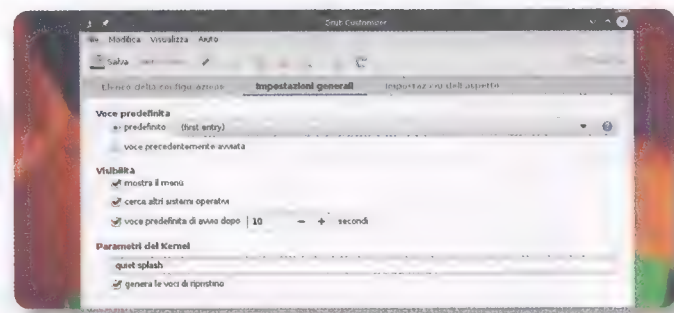 Grub Customizer
Modifica Visualizza Aiuto
Salva
Elenco della configurazione Impostazioni generali Impostazioni dell'aspetto
Voce predefinita
predefinito (first entry)
voce precedentemente avviata
Visibilità
mostra il menù
cerca altri sistemi operativi
voce predefinita di avvio dopo 10 - + secondi
Parametri del Kernel
quiet splash
genera le voci di ripristino